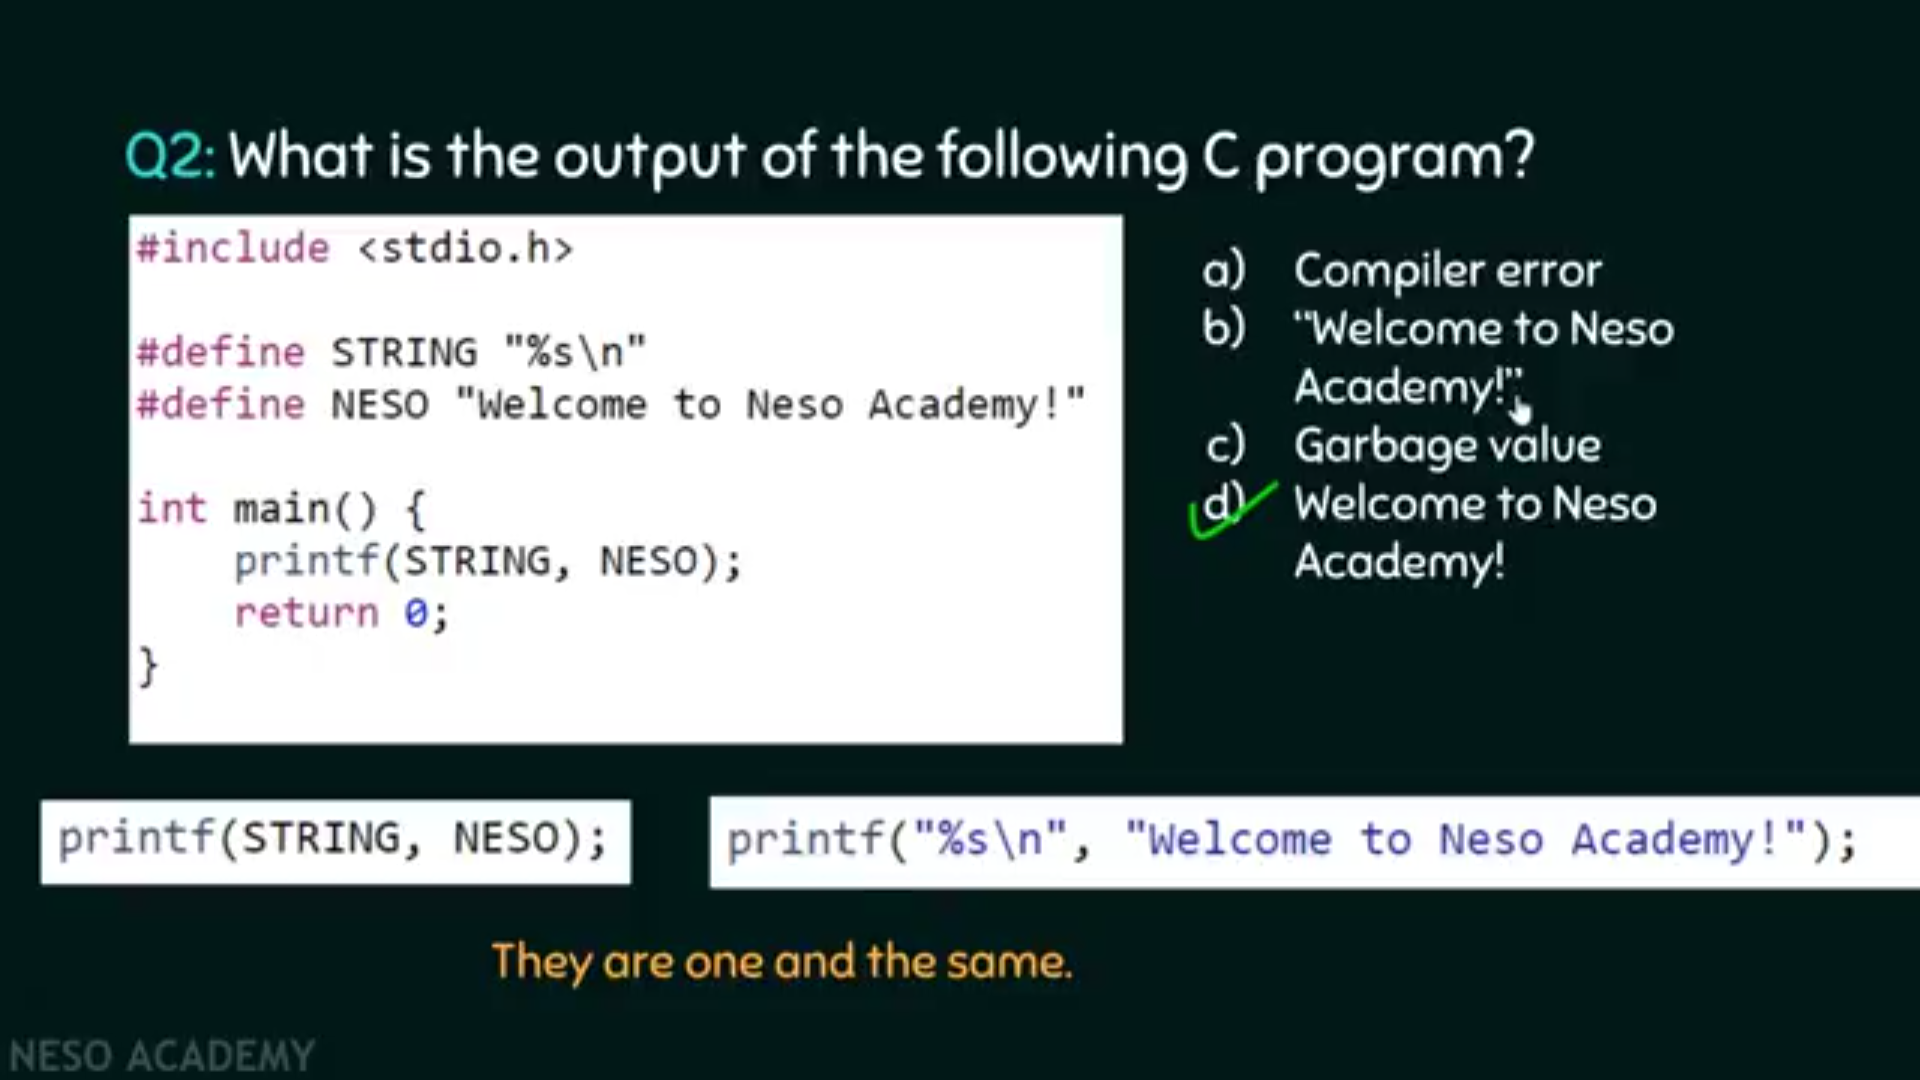 Q2: What is the output of the following C program?
#include <stdio.h>
#define STRING "%s\n"
#define NESO "Welcome to Neso Academy!"
int main() {
    printf(STRING, NESO);
    return 0;
}
a) Compiler error
b) “Welcome to Neso
Academy!”
c) Garbage value
d) Welcome to Neso
Academy!
printf(STRING, NESO);
printf("%s\n", "Welcome to Neso Academy!");
They are one and the same.
NESO ACADEMY